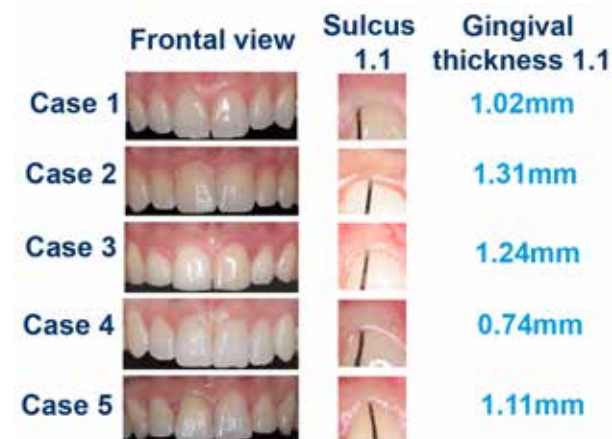 Frontal view
Sulcus
1.1
Gingival
thickness 1.1
Case 1
1.02mm
Case 2
1.31mm
Case 3
1.24mm
Case 4
0.74mm
Case 5
1.11mm